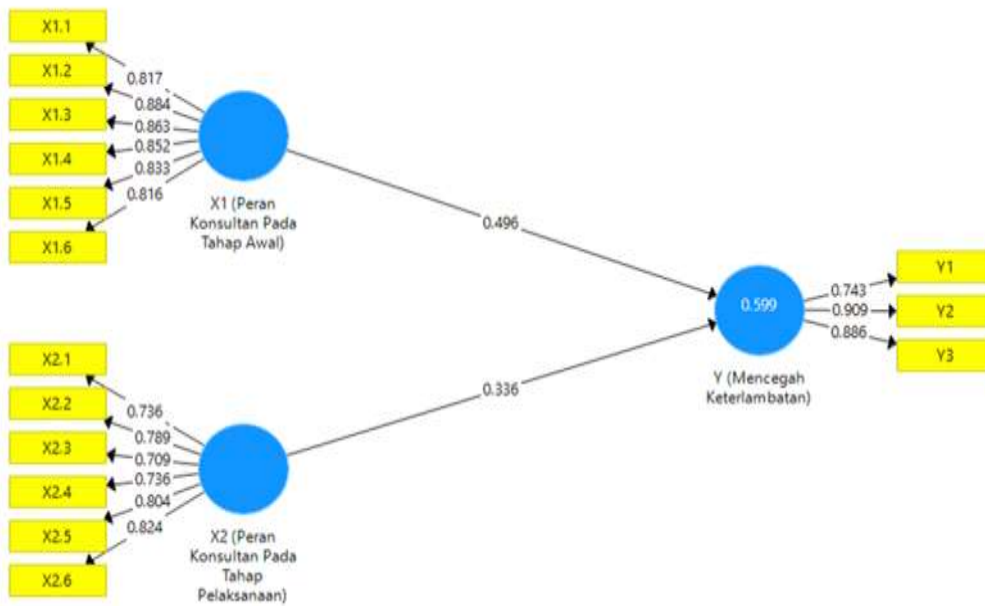 X1.1
X1.2
X1.3
X1.4
X1.5
X1.6
0.817
0.884
0.863
0.852
0.833
0.816
X1 (Peran
Konsultan Pada
Tahap Awal)
0.496
X2.1
X2.2
X2.3
X2.4
X2.5
X2.6
0.736
0.789
0.709
0.736
0.804
0.824
X2 (Peran
Konsultan Pada
Tahap
Pelaksanaan)
0.336
0.599
Y (Mencegah
Keterlambatan)
0.743
0.909
0.886
Y1
Y2
Y3